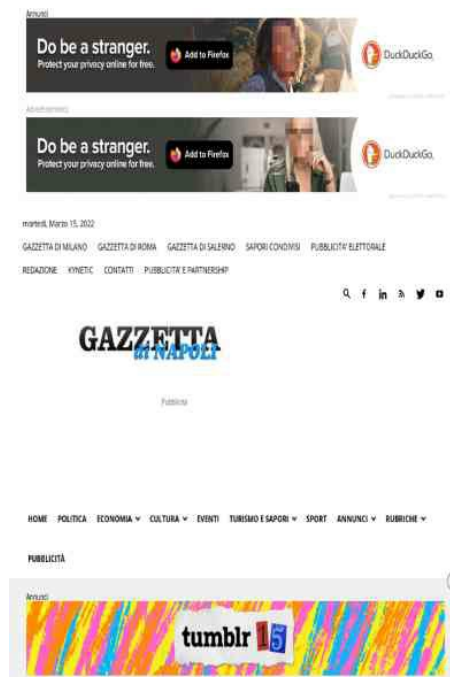 Annunci
Do be a stranger.
Protect your privacy online for free.
Add to Firefox
DuckDuckGo.
Advertisements
Do be a stranger.
Protect your privacy online for free.
Add to Firefox
DuckDuckGo.
martedì, Marzo 15, 2022
GAZZETTA DI MILANO GAZZETTA DI ROMA GAZZETTA DI SALERNO SAPORI CONDIVISI PUBBLICITA' ELETTORALE
REDAZIONE KYNETIC CONTATTI PUBBLICITA' E PARTNERSHIP
GAZZETTA
di NAPOLI
Pubblicità
HOME POLITICA ECONOMIA CULTURA EVENTI TURISMO E SAPORI SPORT ANNUNCI RUBRICHE
PUBBLICITÀ
Annunci
tumblr 15